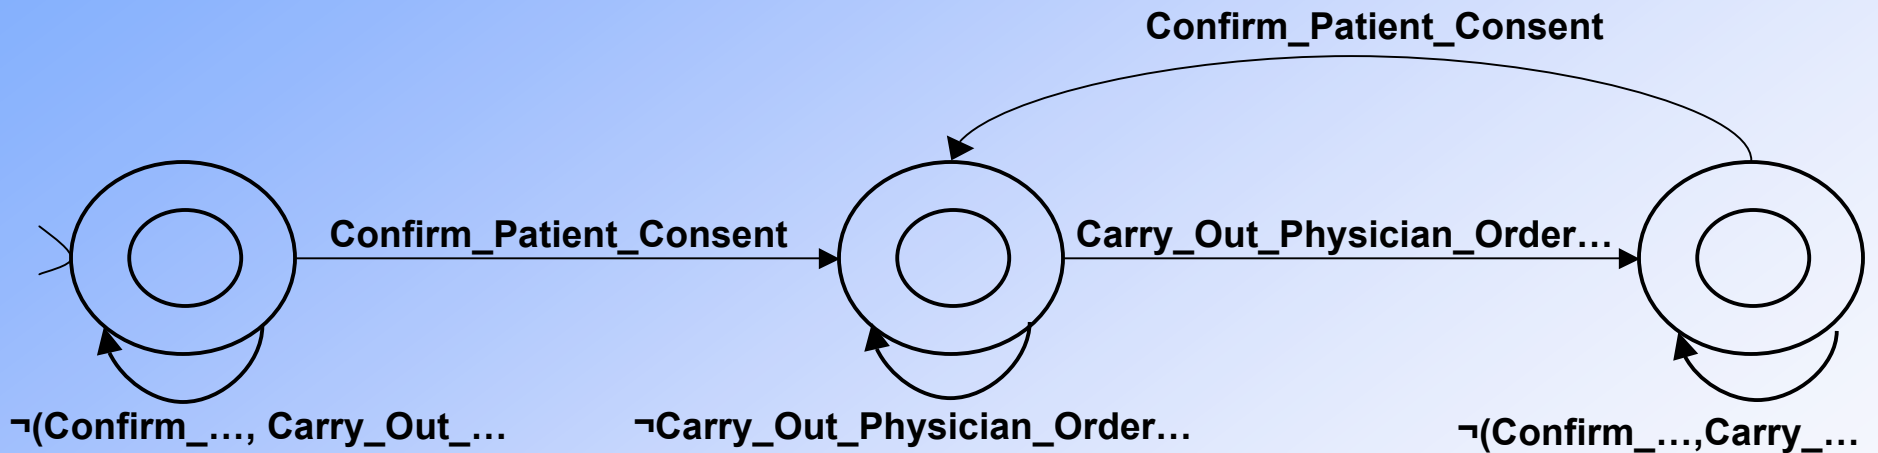 Confirm_Patient_Consent
Confirm_Patient_Consent
Carry_Out_Physician_Order…
¬(Confirm_…, Carry_Out_…
¬Carry_Out_Physician_Order…
¬(Confirm_…,Carry_…